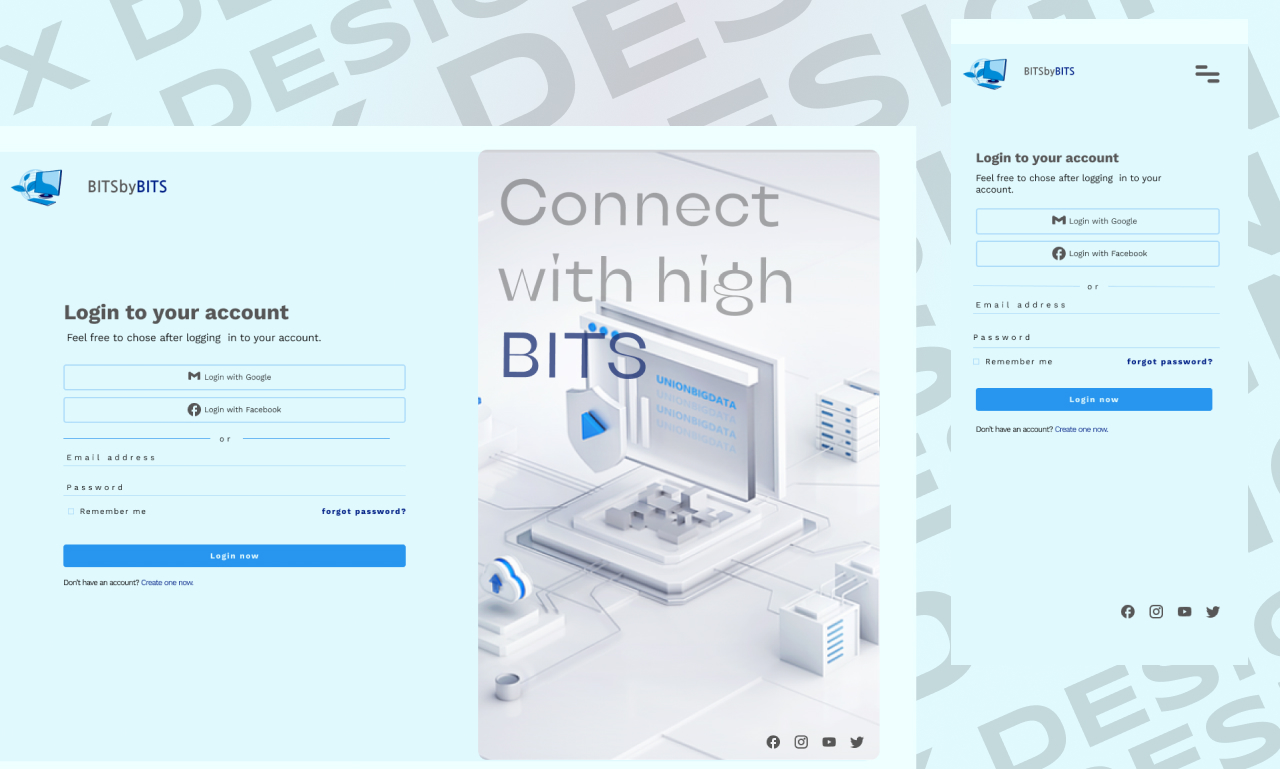 X DESIGN
X DESIGN
X DESIGN
BITSbyBITS
Login to your account
Feel free to chose after logging  in to your account.
Login with Google
Login with Facebook
or
Email address
Password
Remember me
forgot password?
Login now
Don't have an account? Create one now.
Connect
with high
BITS
UNIONBIGDATA
UNIONBIGDATA
UNIONBIGDATA
UNIONBIGDATA
BITSbyBITS
Login to your account
Feel free to chose after logging  in to your
account.
Login with Google
Login with Facebook
or
Email address
Password
Remember me
forgot password?
Login now
Don't have an account? Create one now.